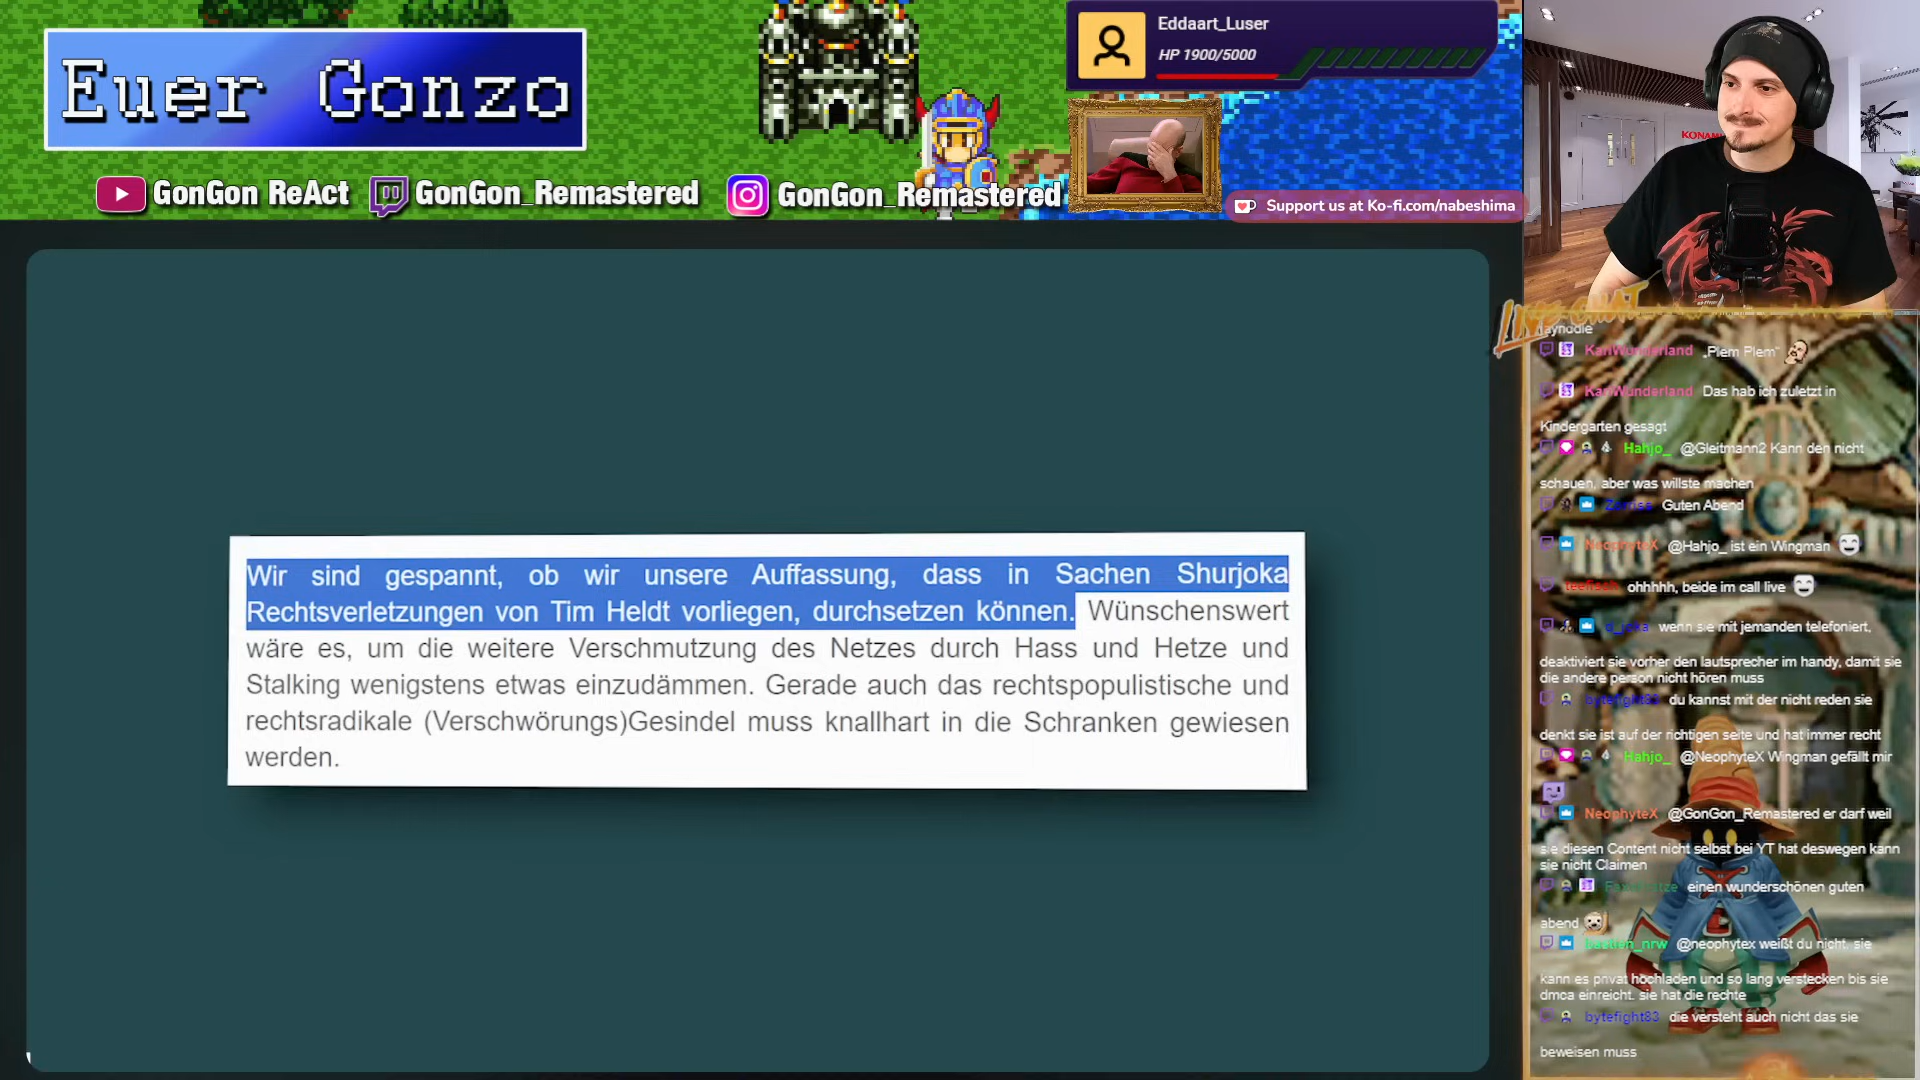 Euer Gonzo
GonGon ReAct
GonGon_Remastered
GonGon_Remastered
Eddaart_Luser
HP 1900/5000
Support us at Ko-fi.com/nabeshima
LIVE CHAT
Wir sind gespannt, ob wir unsere Auffassung, dass in Sachen Shurjoka
Rechtsverletzungen von Tim Heldt vorliegen, durchsetzen können. Wünschenswert
wäre es, um die weitere Verschmutzung des Netzes durch Hass und Hetze und
Stalking wenigstens etwas einzudämmen. Gerade auch das rechtspopulistische und
rechtsradikale (Verschwörungs)Gesindel muss knallhart in die Schranken gewiesen
werden.
KanWunderland „Plem Plem“
KanWunderland Das hab ich zuletzt in
Kindergarten gesagt
Hahjo_ @Gleitmann2 Kann den nicht
schauen, aber was willste machen
Guten Abend
NeophyteX @Hahjo_ ist ein Wingman
ohhhhh, beide im call live
wenn sie mit jemanden telefoniert,
deaktiviert sie vorher den lautsprecher im handy, damit sie
die andere person nicht hören muss
bytefight83 du kannst mit der nicht reden sie
denkt sie ist auf der richtigen seite und hat immer recht
Hahjo_ @NeophyteX Wingman gefällt mir
NeophyteX @GonGon_Remastered er darf weil
sie diesen Content nicht selbst bei YT hat deswegen kann
sie nicht Claimen
einen wunderschönen guten
abend
@neophytex weißt du nicht. sie
kann es privat hochladen und so lang verstecken bis sie
dmca einreicht. sie hat die rechte
bytefight83 die versteht auch nicht das sie
beweisen muss